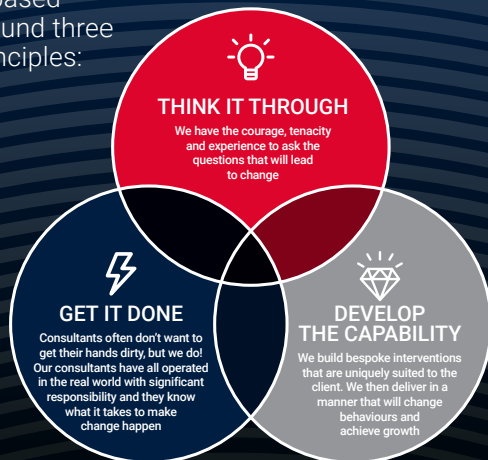 based
und three
nciples:
THINK IT THROUGH
We have the courage, tenacity
and experience to ask the
questions that will lead
to change
GET IT DONE
Consultants often don't want to
get their hands dirty, but we do!
Our consultants have all operated
in the real world with significant
responsibility and they know
what it takes to make
change happen
DEVELOP
THE CAPABILITY
We build bespoke interventions
that are uniquely suited to the
client. We then deliver in a
manner that will change
behaviours and
achieve growth